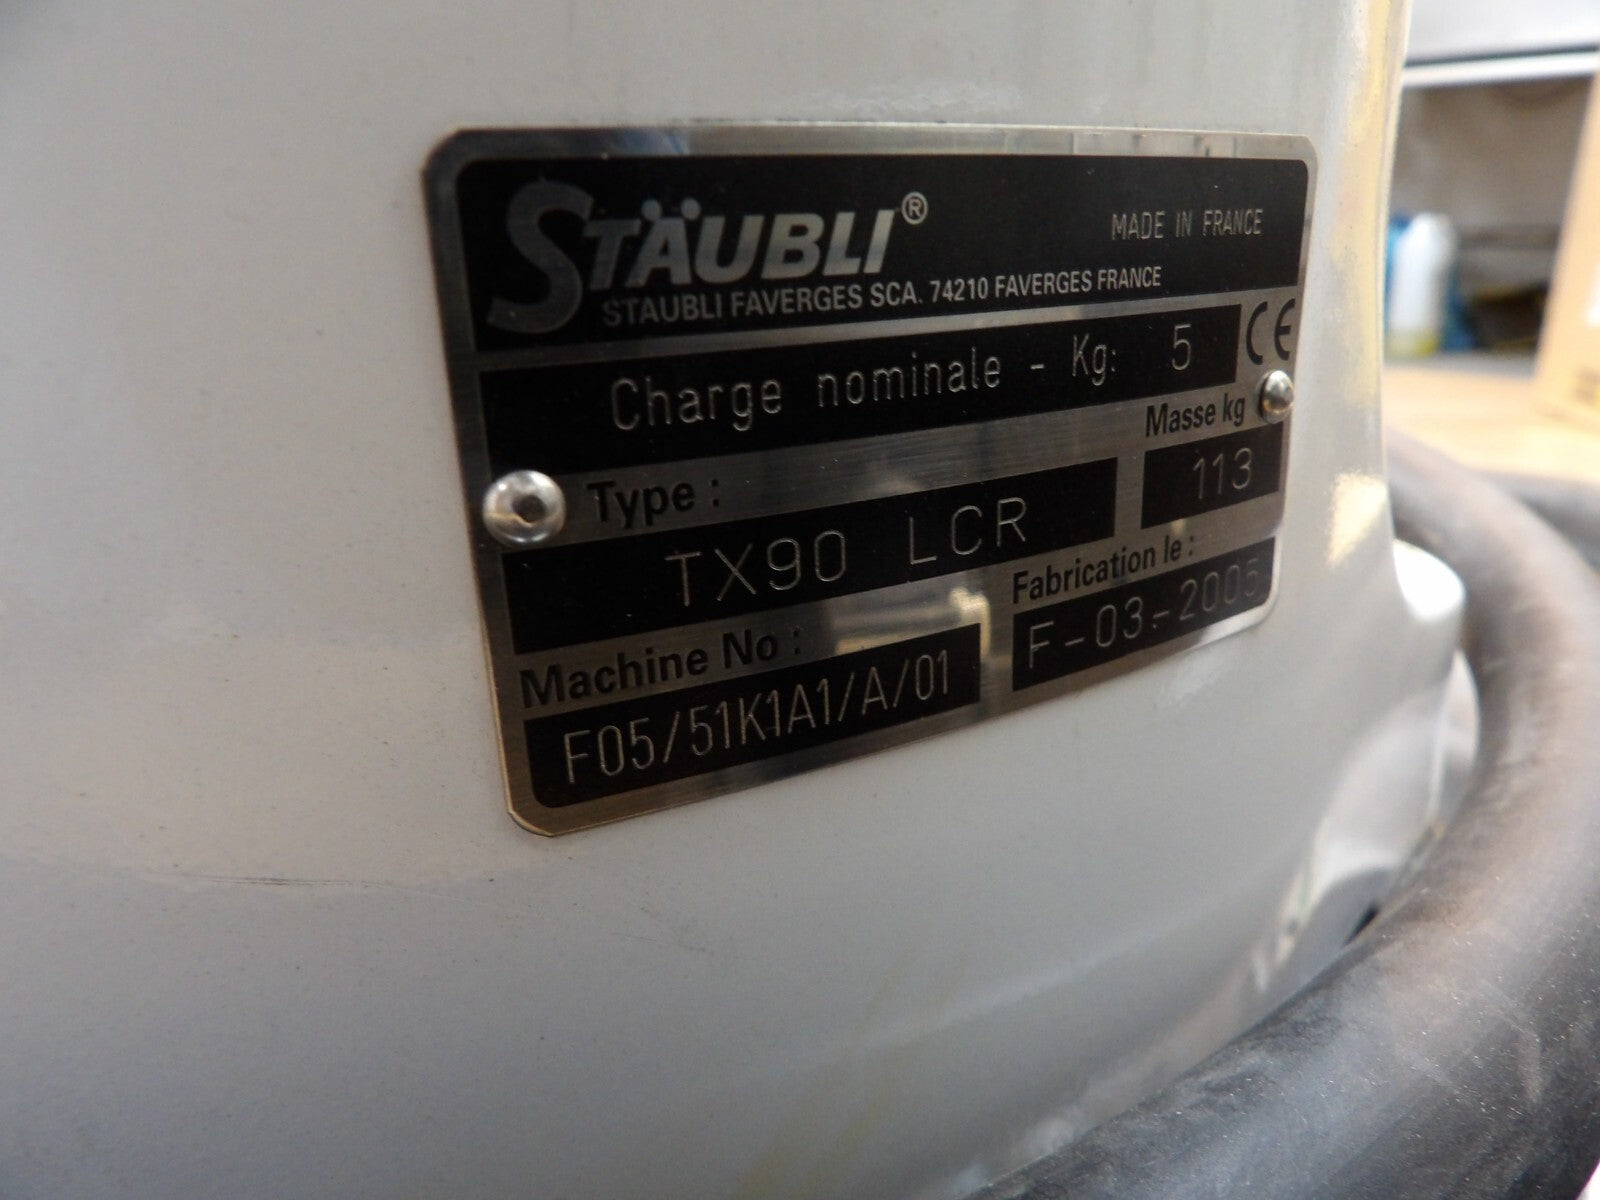 STÄUBLI®
MADE IN FRANCE
STAUBLI FAVERGES SCA. 74210 FAVERGES FRANCE
Charge nominale - Kg: 5
CE
Masse kg
113
Type :
TX90 LCR
Fabrication le :
F-03-2005
Machine No :
F05/51K1A1/A/01